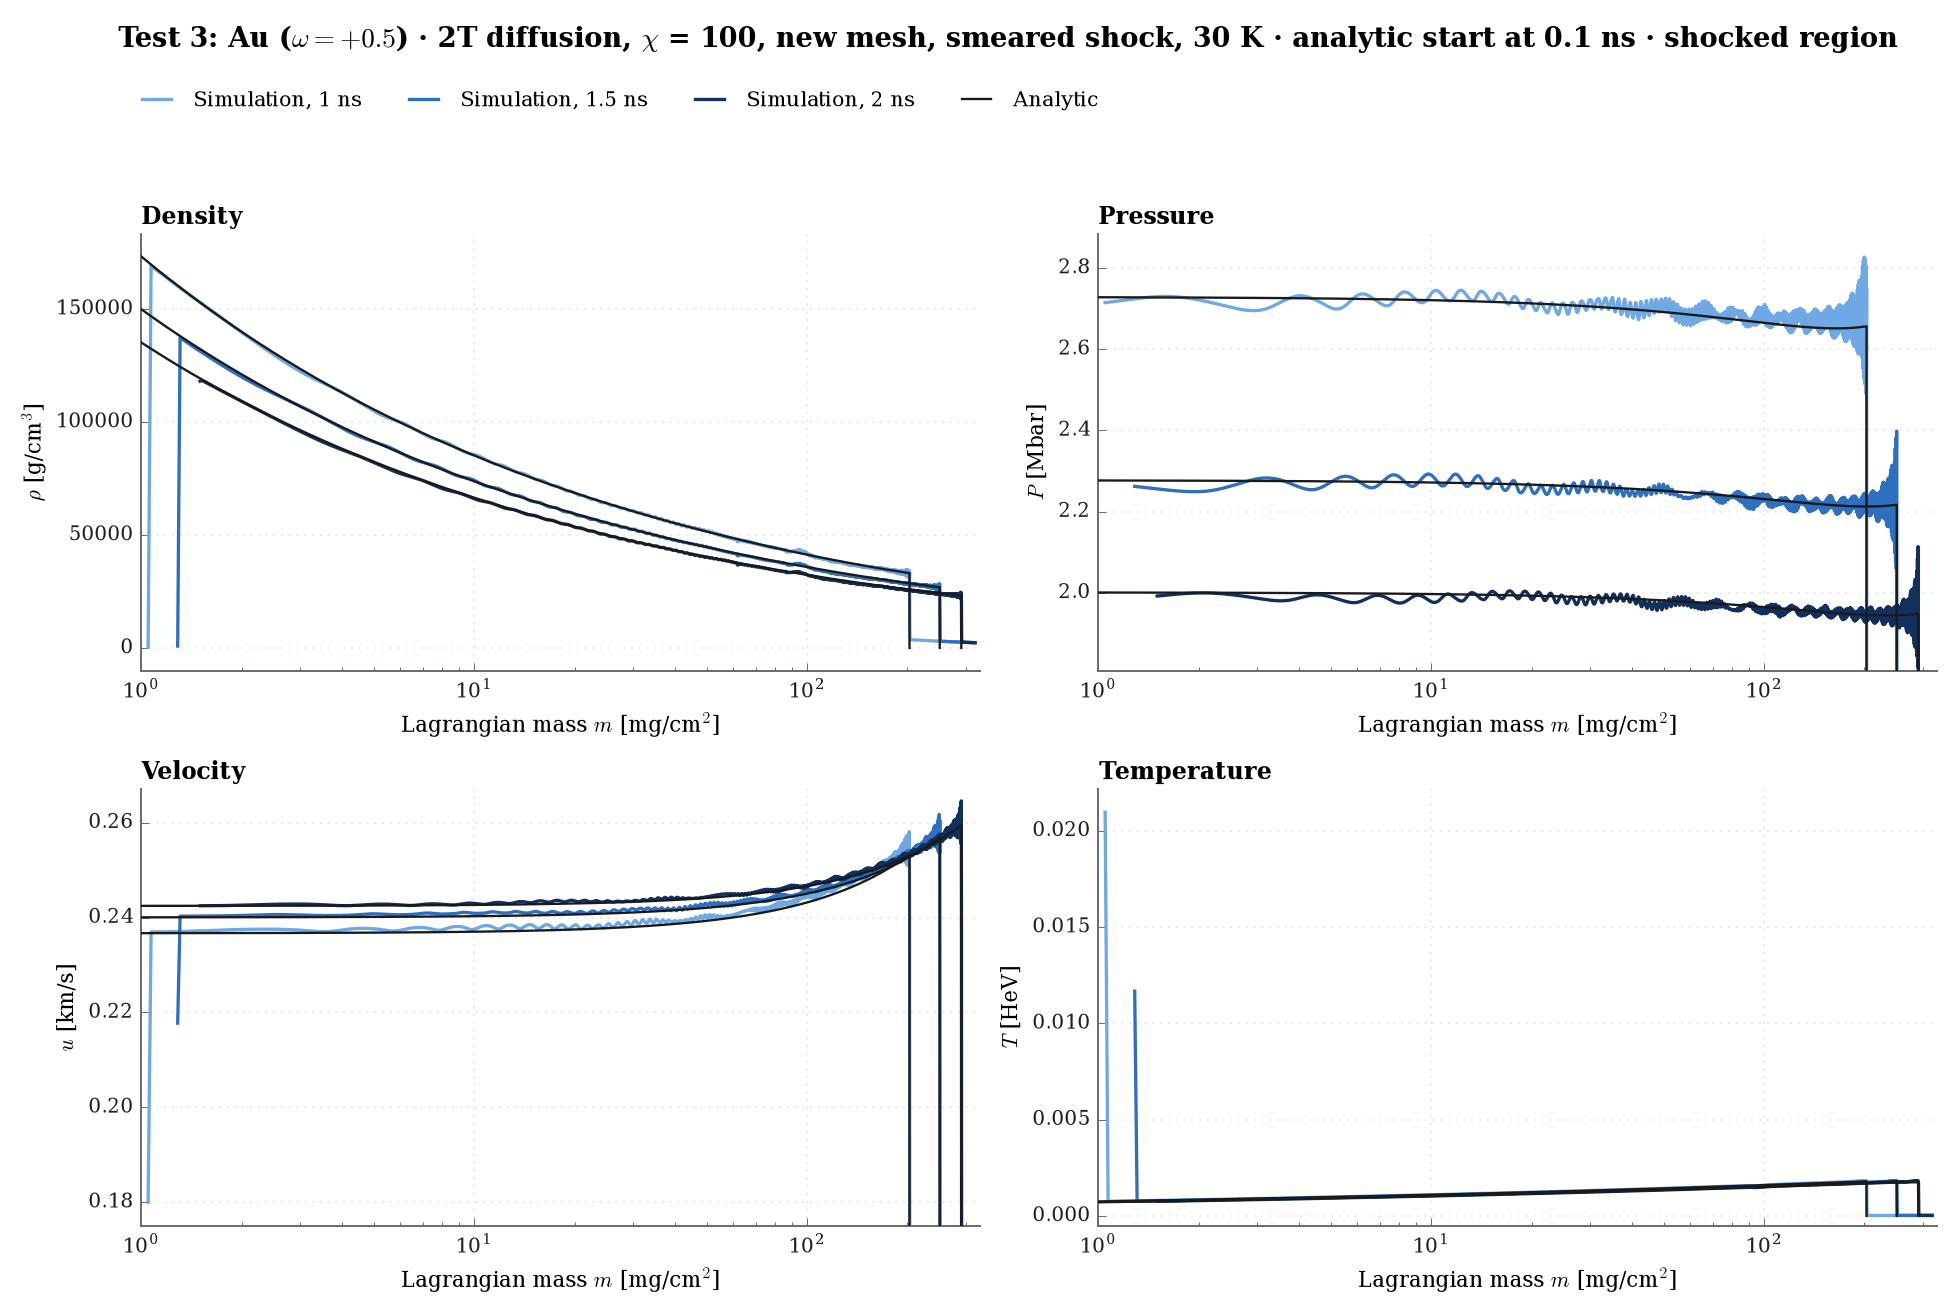 Test 3: Au (ω = +0.5) · 2T diffusion, χ = 100, new mesh, smeared shock, 30 K · analytic start at 0.1 ns · shocked region
Simulation, 1 ns Simulation, 1.5 ns Simulation, 2 ns Analytic
Density
150000
100000
50000
0
ρ [g/cm³]
10⁰ 10¹ 10²
Lagrangian mass m [mg/cm²]
Pressure
2.8
2.6
2.4
2.2
2.0
P [Mbar]
10⁰ 10¹ 10²
Lagrangian mass m [mg/cm²]
Velocity
0.26
0.24
0.22
0.20
0.18
u [km/s]
10⁰ 10¹ 10²
Lagrangian mass m [mg/cm²]
Temperature
0.020
0.015
0.010
0.005
0.000
T [HeV]
10⁰ 10¹ 10²
Lagrangian mass m [mg/cm²]